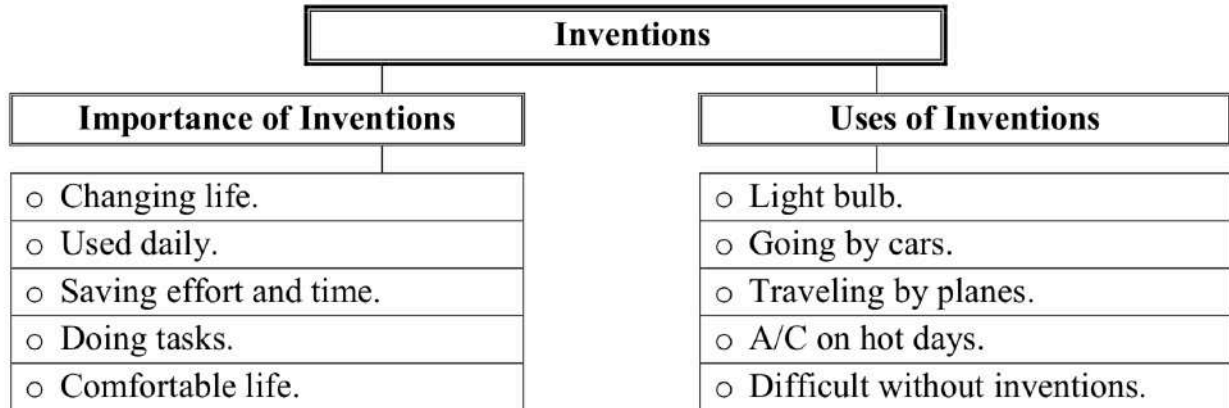 Inventions
Importance of Inventions
○ Changing life.
○ Used daily.
○ Saving effort and time.
○ Doing tasks.
○ Comfortable life.
Uses of Inventions
○ Light bulb.
○ Going by cars.
○ Traveling by planes.
○ A/C on hot days.
○ Difficult without inventions.